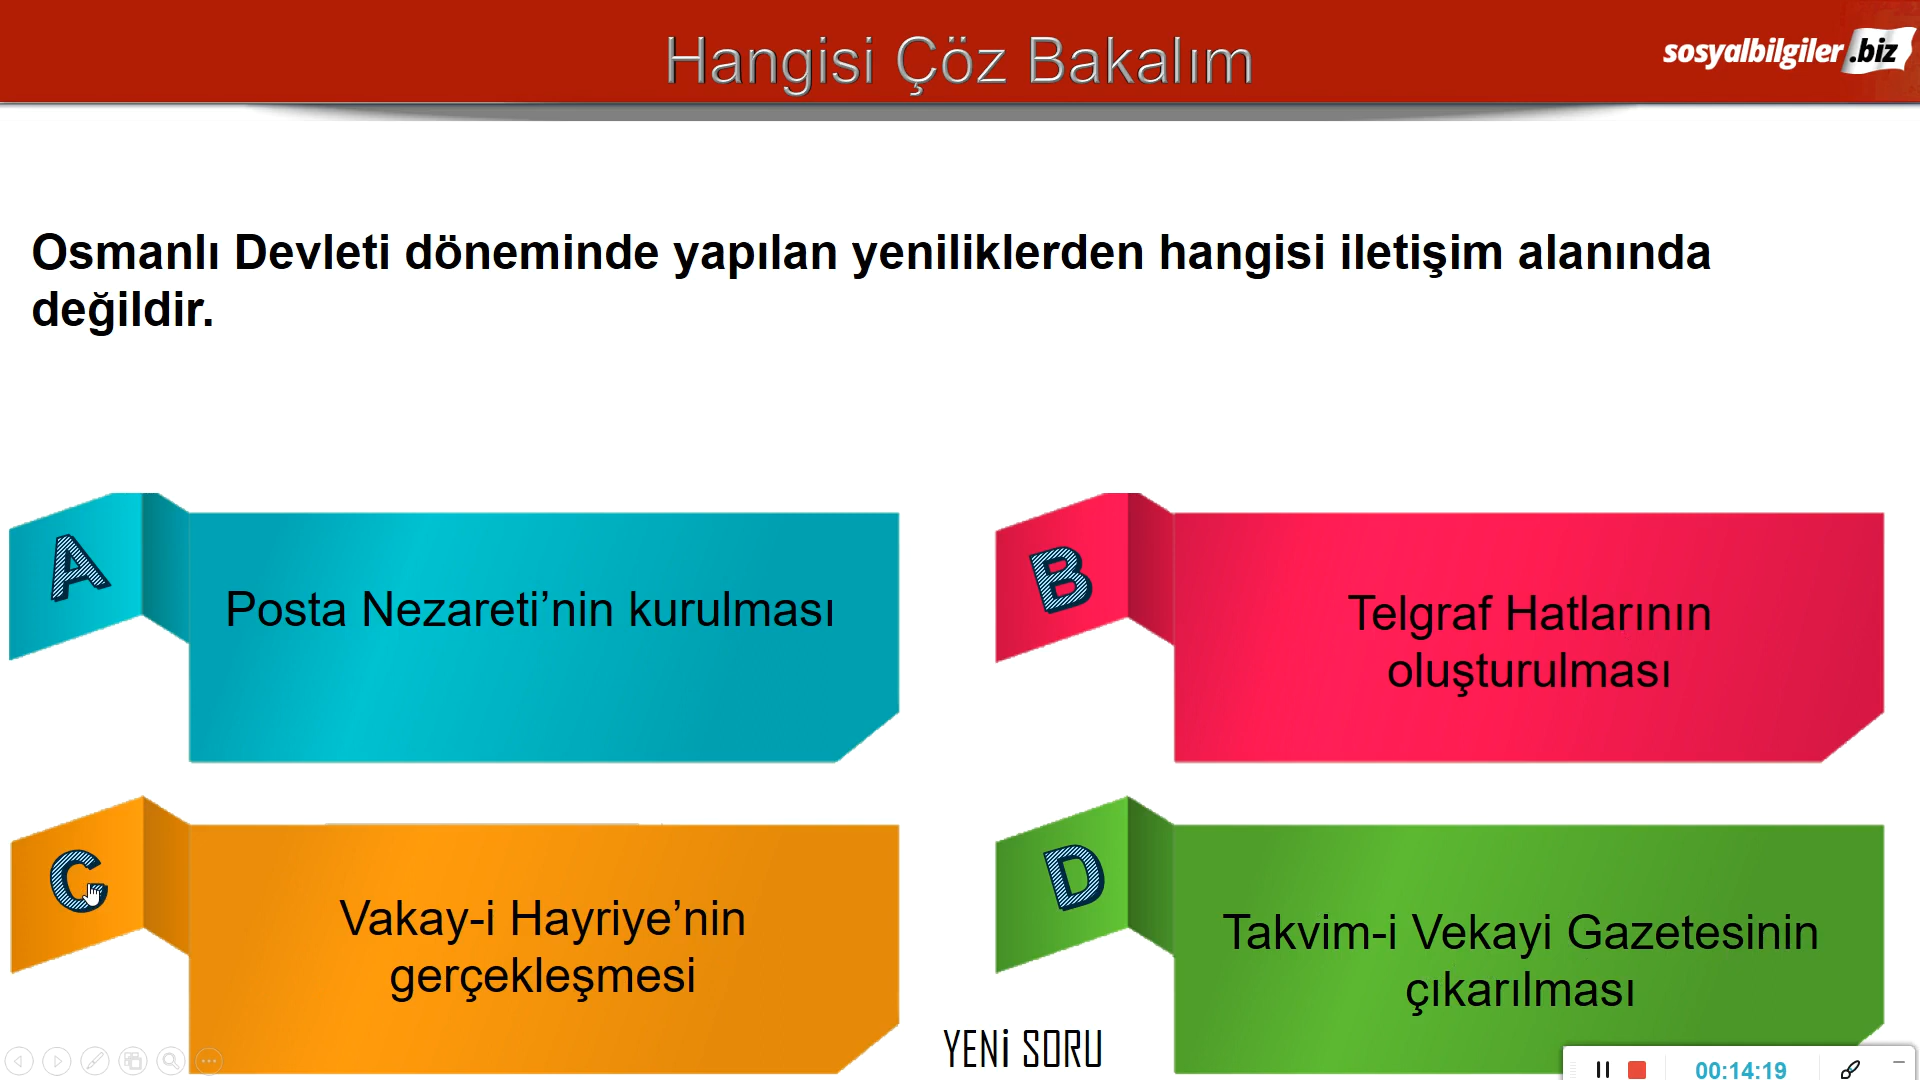 Hangisi Çöz Bakalım
sosyalbilgiler.biz
Osmanlı Devleti döneminde yapılan yeniliklerden hangisi iletişim alanında
değildir.
A
Posta Nezareti’nin kurulması
B
Telgraf Hatlarının
oluşturulması
C
Vakay-i Hayriye’nin
gerçekleşmesi
D
Takvim-i Vekayi Gazetesinin
çıkarılması
YENİ SORU
00:14:19